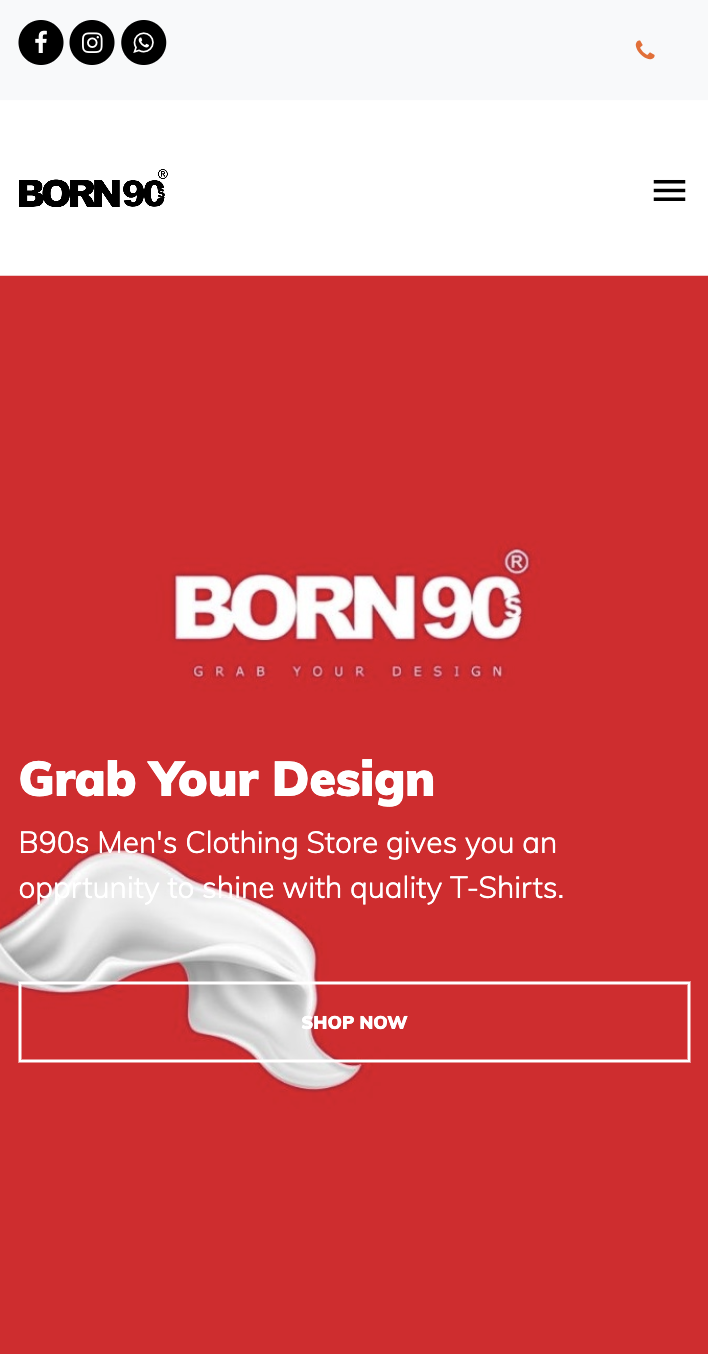 BORN90s®
BORN90s®
GRAB YOUR DESIGN
Grab Your Design
B90s Men's Clothing Store gives you an
opprtunity to shine with quality T-Shirts.
SHOP NOW